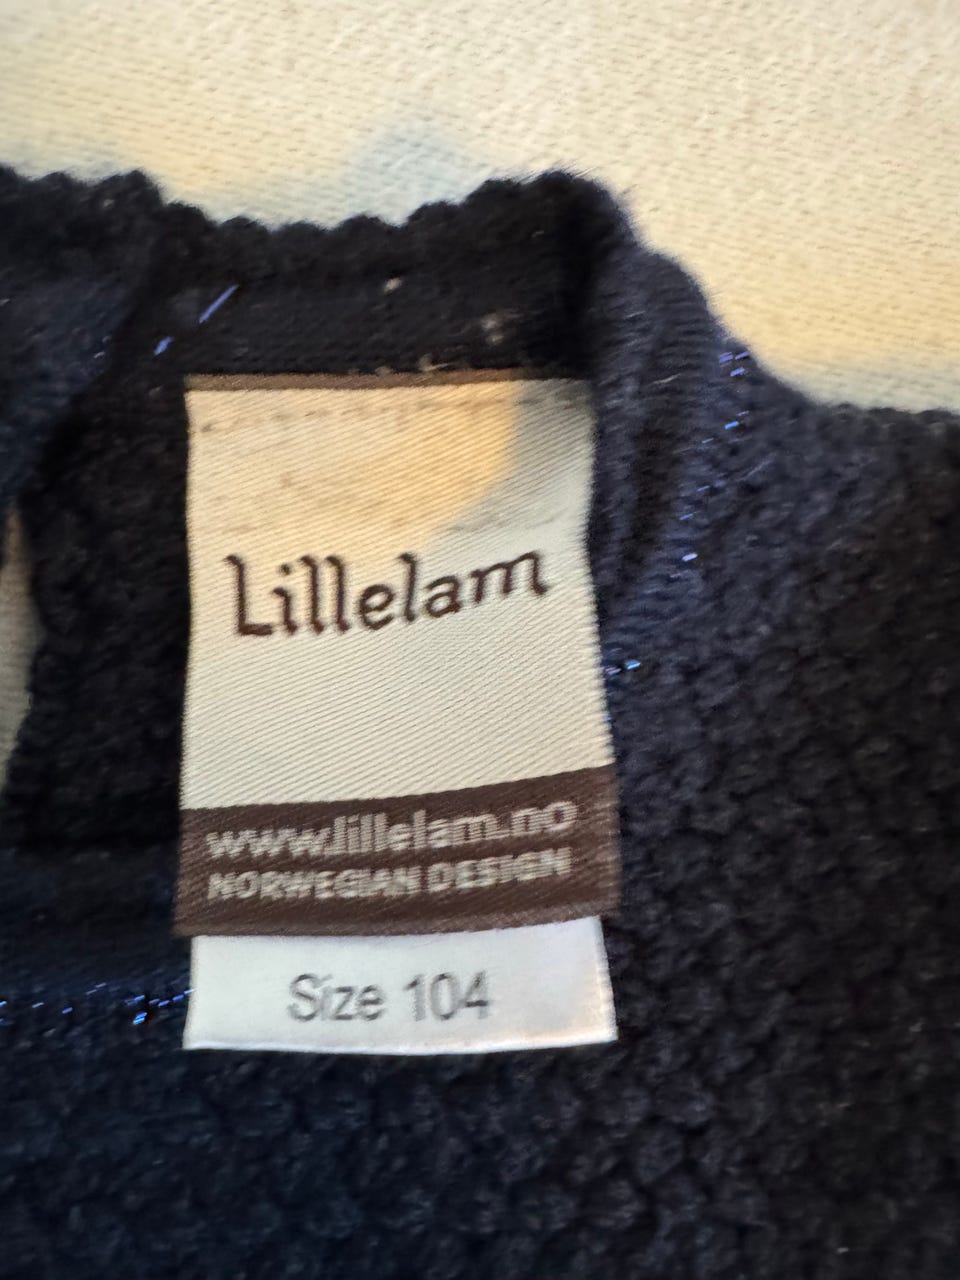 Lillelam
www.lillelam.no
NORWEGIAN DESIGN
Size 104